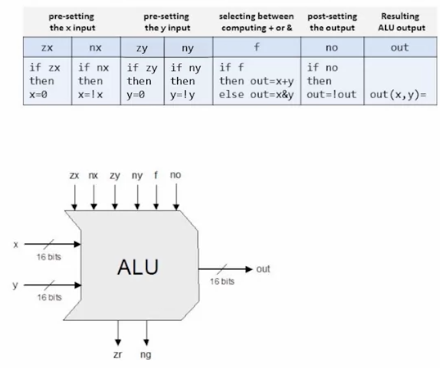 pre-setting the x input pre-setting the y input selecting between computing + or & post-setting the output Resulting ALU output
zx nx zy ny f no out
if zx then x=0 if nx then x=!x if zy then y=0 if ny then y=!y if f then out=x+y else out=x&y if no then out=!out out(x,y)=
zx nx zy ny f no
x
16 bits
ALU
out
16 bits
y
16 bits
zr ng